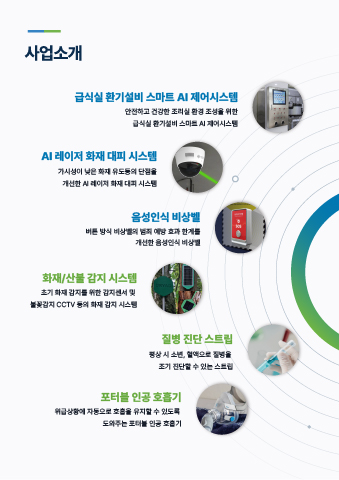 사업소개
급식실 환기설비 스마트 AI 제어시스템
안전하고 건강한 조리실 환경 조성을 위한
급식실 환기설비 스마트 AI 제어시스템
AI 레이저 화재 대피 시스템
가시성이 낮은 화재 유도등의 단점을
개선한 AI 레이저 화재 대피 시스템
음성인식 비상벨
버튼 방식 비상벨의 범죄 예방 효과 한계를
개선한 음성인식 비상벨
화재/산불 감지 시스템
초기 화재 감지를 위한 감지센서 및
불꽃감지 CCTV 등의 화재 감지 시스템
질병 진단 스트립
평상 시 소변, 혈액으로 질병을
조기 진단할 수 있는 스트립
포터블 인공 호흡기
위급상황에 자동으로 호흡을 유지할 수 있도록
도와주는 포터블 인공 호흡기